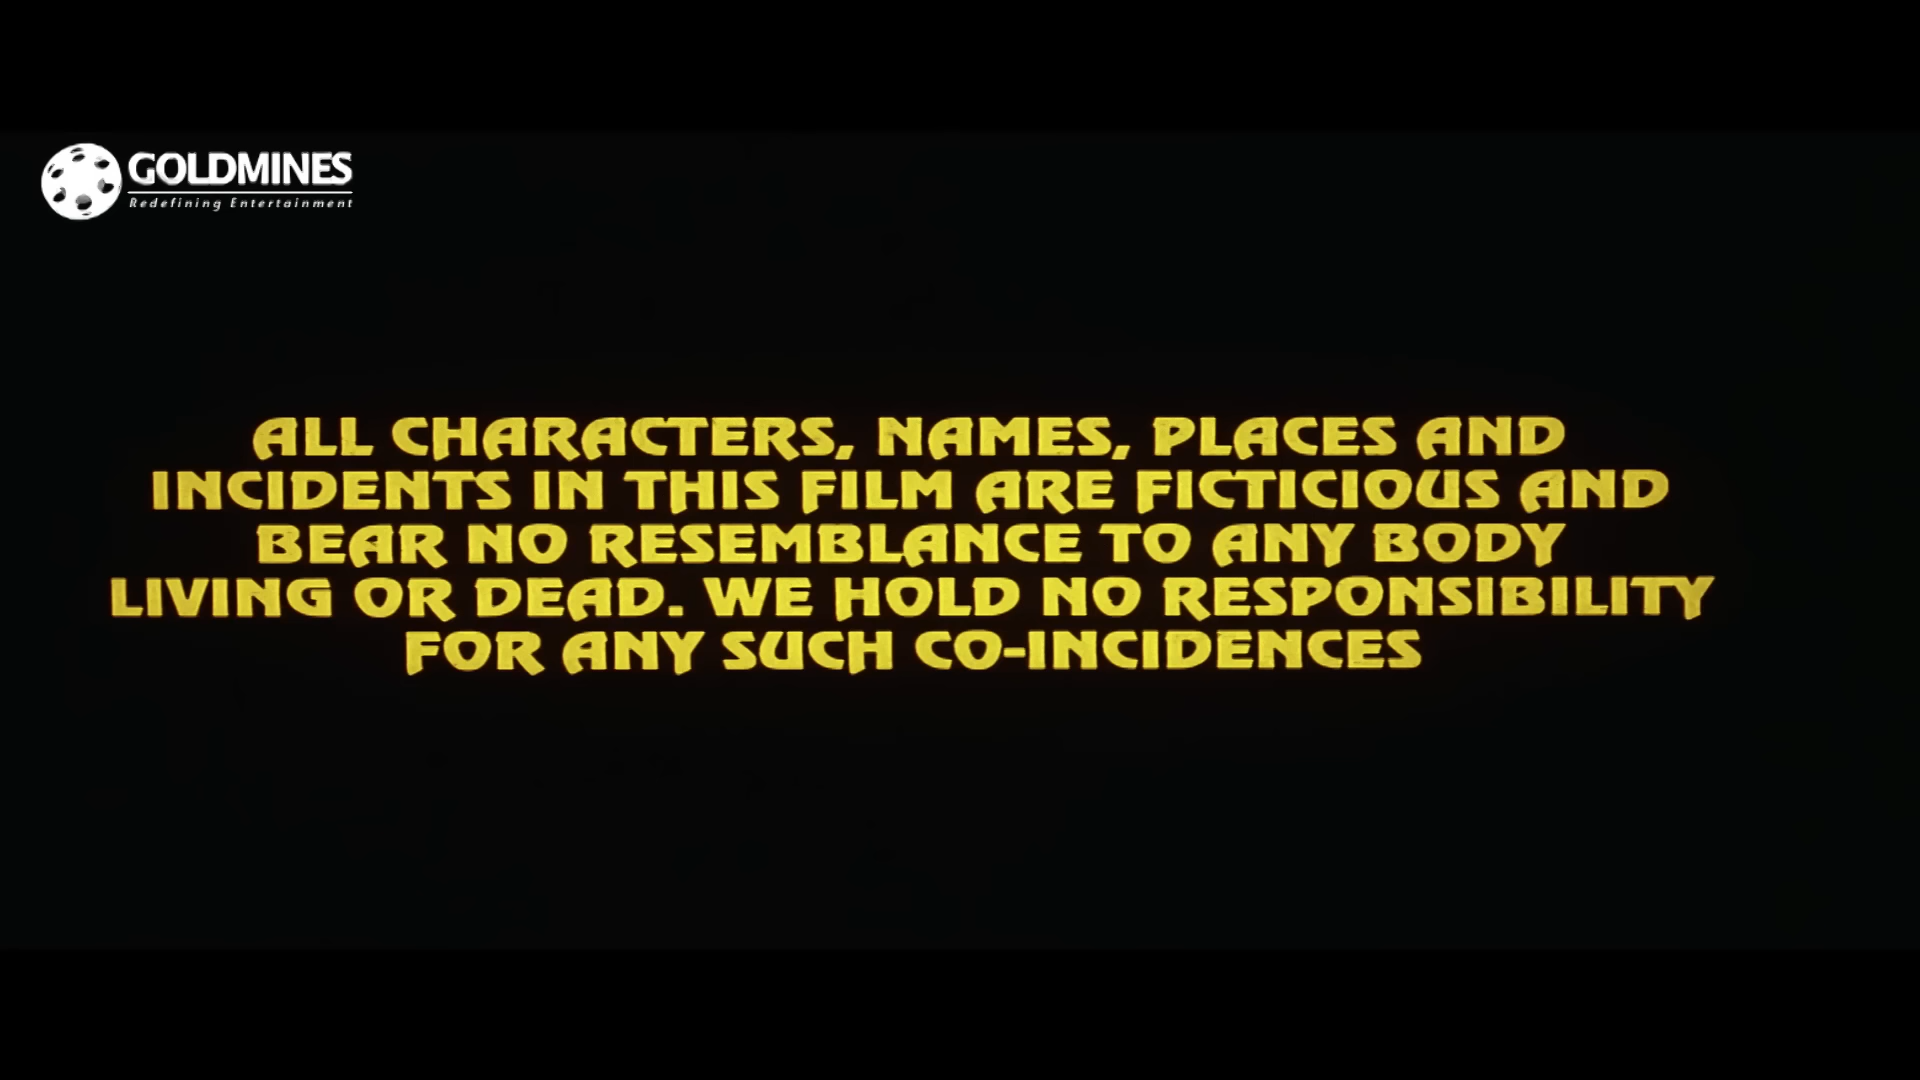 GOLDMINES
Redefining Entertainment
ALL CHARACTERS, NAMES, PLACES AND
INCIDENTS IN THIS FILM ARE FICTICIOUS AND
BEAR NO RESEMBLANCE TO ANY BODY
LIVING OR DEAD. WE HOLD NO RESPONSIBILITY
FOR ANY SUCH CO-INCIDENCES